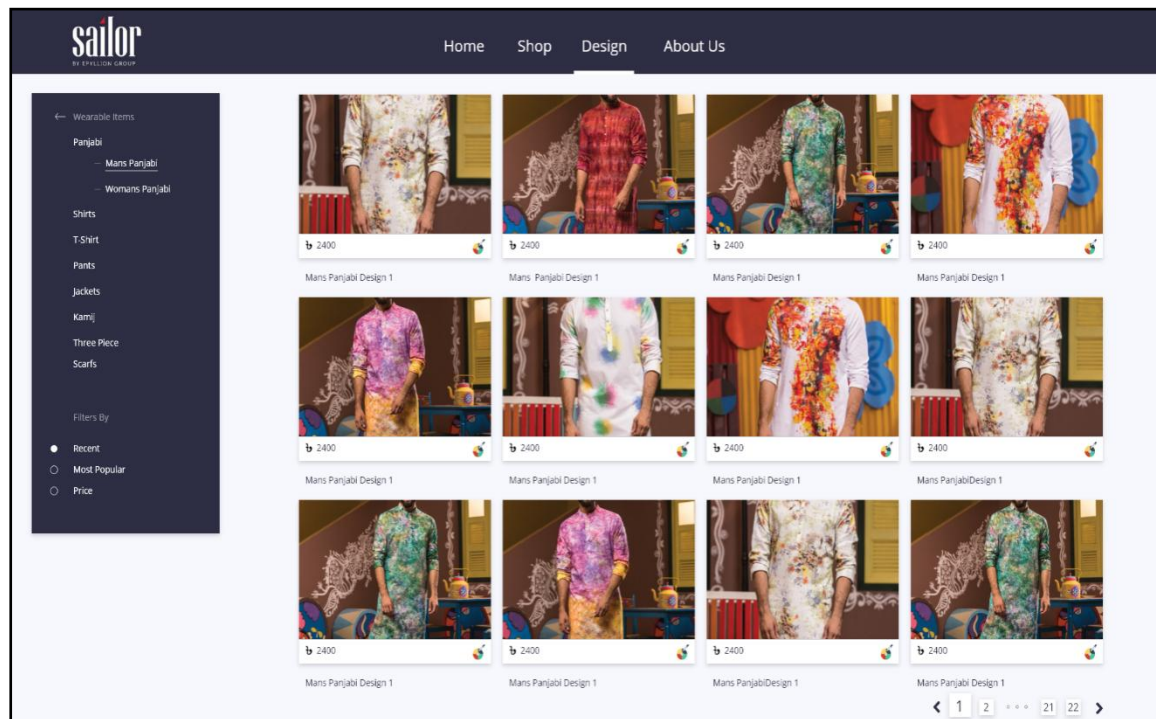 sailor
BY EPYLLION GROUP
Home Shop Design About Us
← Wearable Items
Panjabi
— Mans Panjabi
— Womans Panjabi
Shirts
T-Shirt
Pants
Jackets
Kamij
Three Piece
Scarfs
Filters By
Recent
Most Popular
Price
৳ 2400 ৳ 2400 ৳ 2400 ৳ 2400
Mans Panjabi Design 1 Mans Panjabi Design 1 Mans Panjabi Design 1 Mans Panjabi Design 1
৳ 2400 ৳ 2400 ৳ 2400 ৳ 2400
Mans Panjabi Design 1 Mans Panjabi Design 1 Mans Panjabi Design 1 Mans PanjabiDesign 1
৳ 2400 ৳ 2400 ৳ 2400 ৳ 2400
Mans Panjabi Design 1 Mans Panjabi Design 1 Mans PanjabiDesign 1 Mans Panjabi Design 1
1 2 ••• 21 22